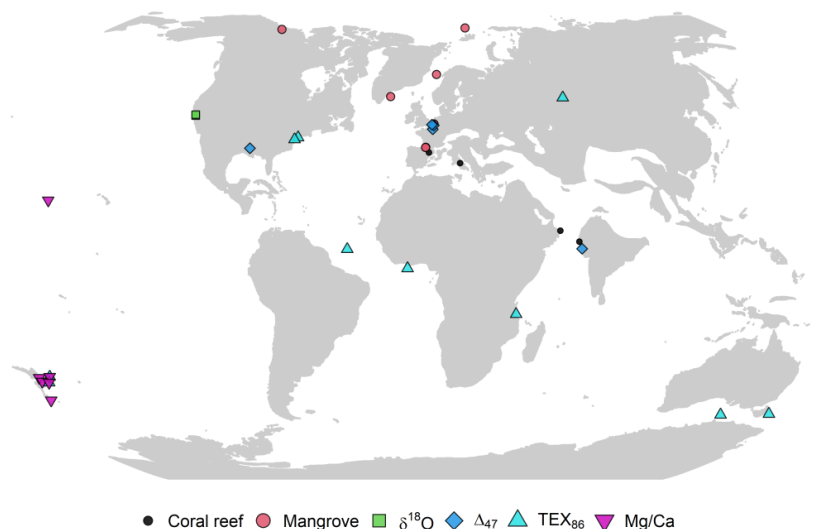 Coral reef Mangrove δ¹⁸O Δ₄₇ TEX₈₆ Mg/Ca